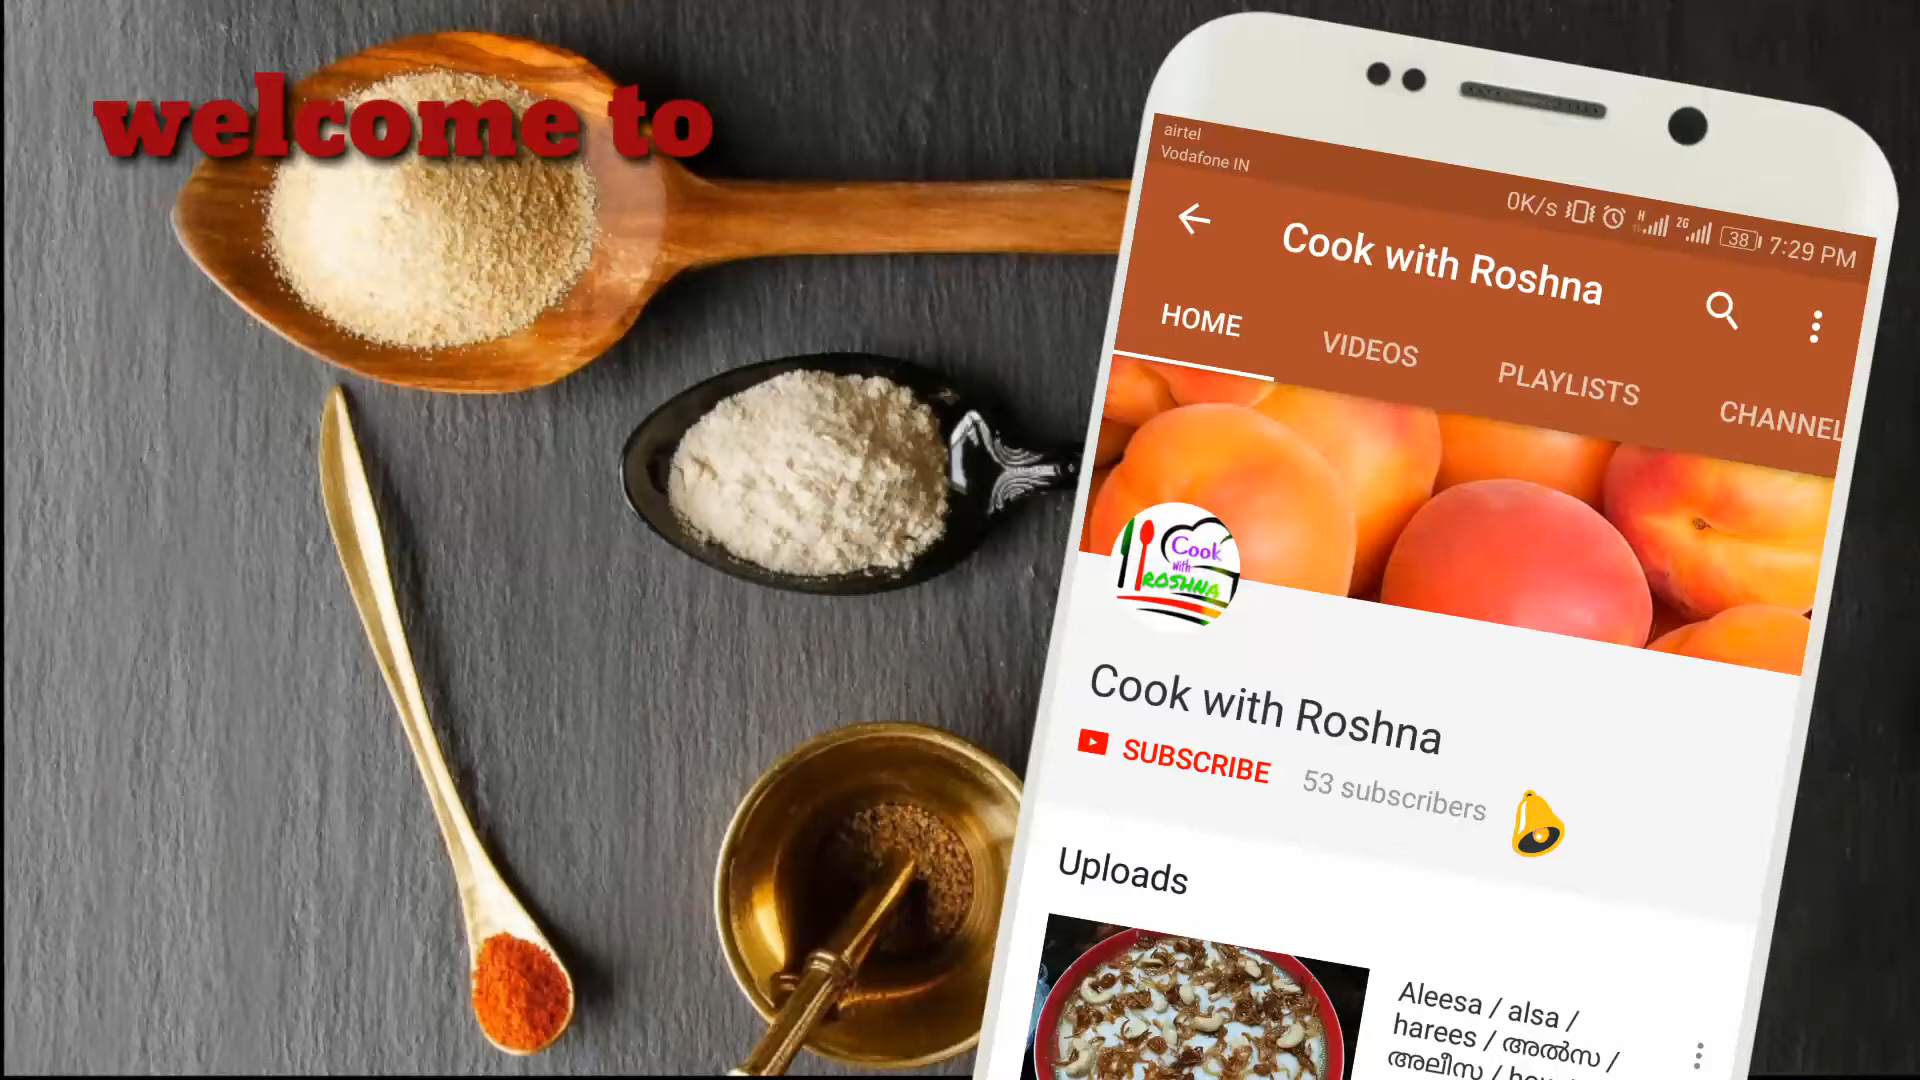 welcome to
airtel
Vodafone IN
0K/s H 2G 38 7:29 PM
Cook with Roshna
HOME VIDEOS PLAYLISTS CHANNEL
Cook
with
ROSHNA
Cook with Roshna
SUBSCRIBE 53 subscribers
Uploads
Aleesa / alsa /
harees / അൽസ /
അലീസ /